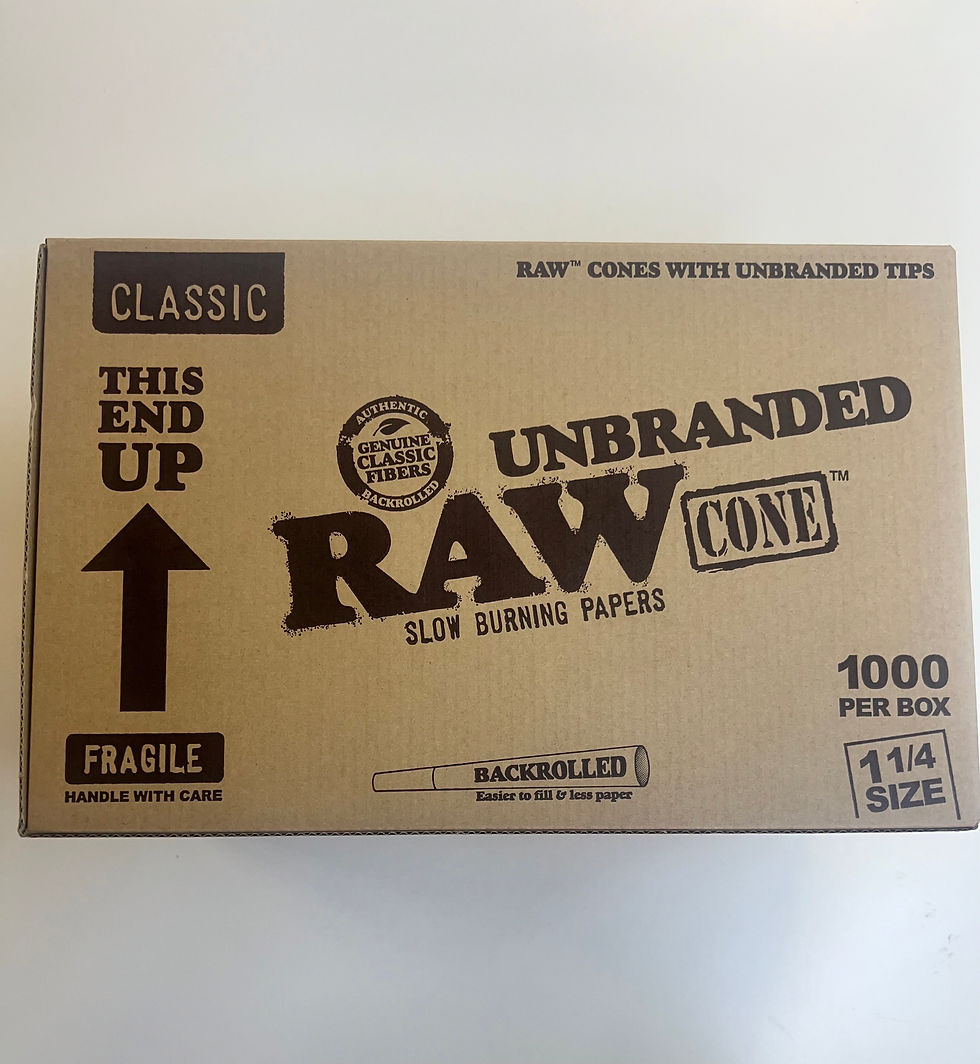 CLASSIC
RAW™ CONES WITH UNBRANDED TIPS
THIS
END
UP
AUTHENTIC
GENUINE
CLASSIC
FIBERS
BACKROLLED
UNBRANDED
RAW CONE™
SLOW BURNING PAPERS
1000
PER BOX
FRAGILE
HANDLE WITH CARE
BACKROLLED
Easier to fill & less paper
1 1/4
SIZE